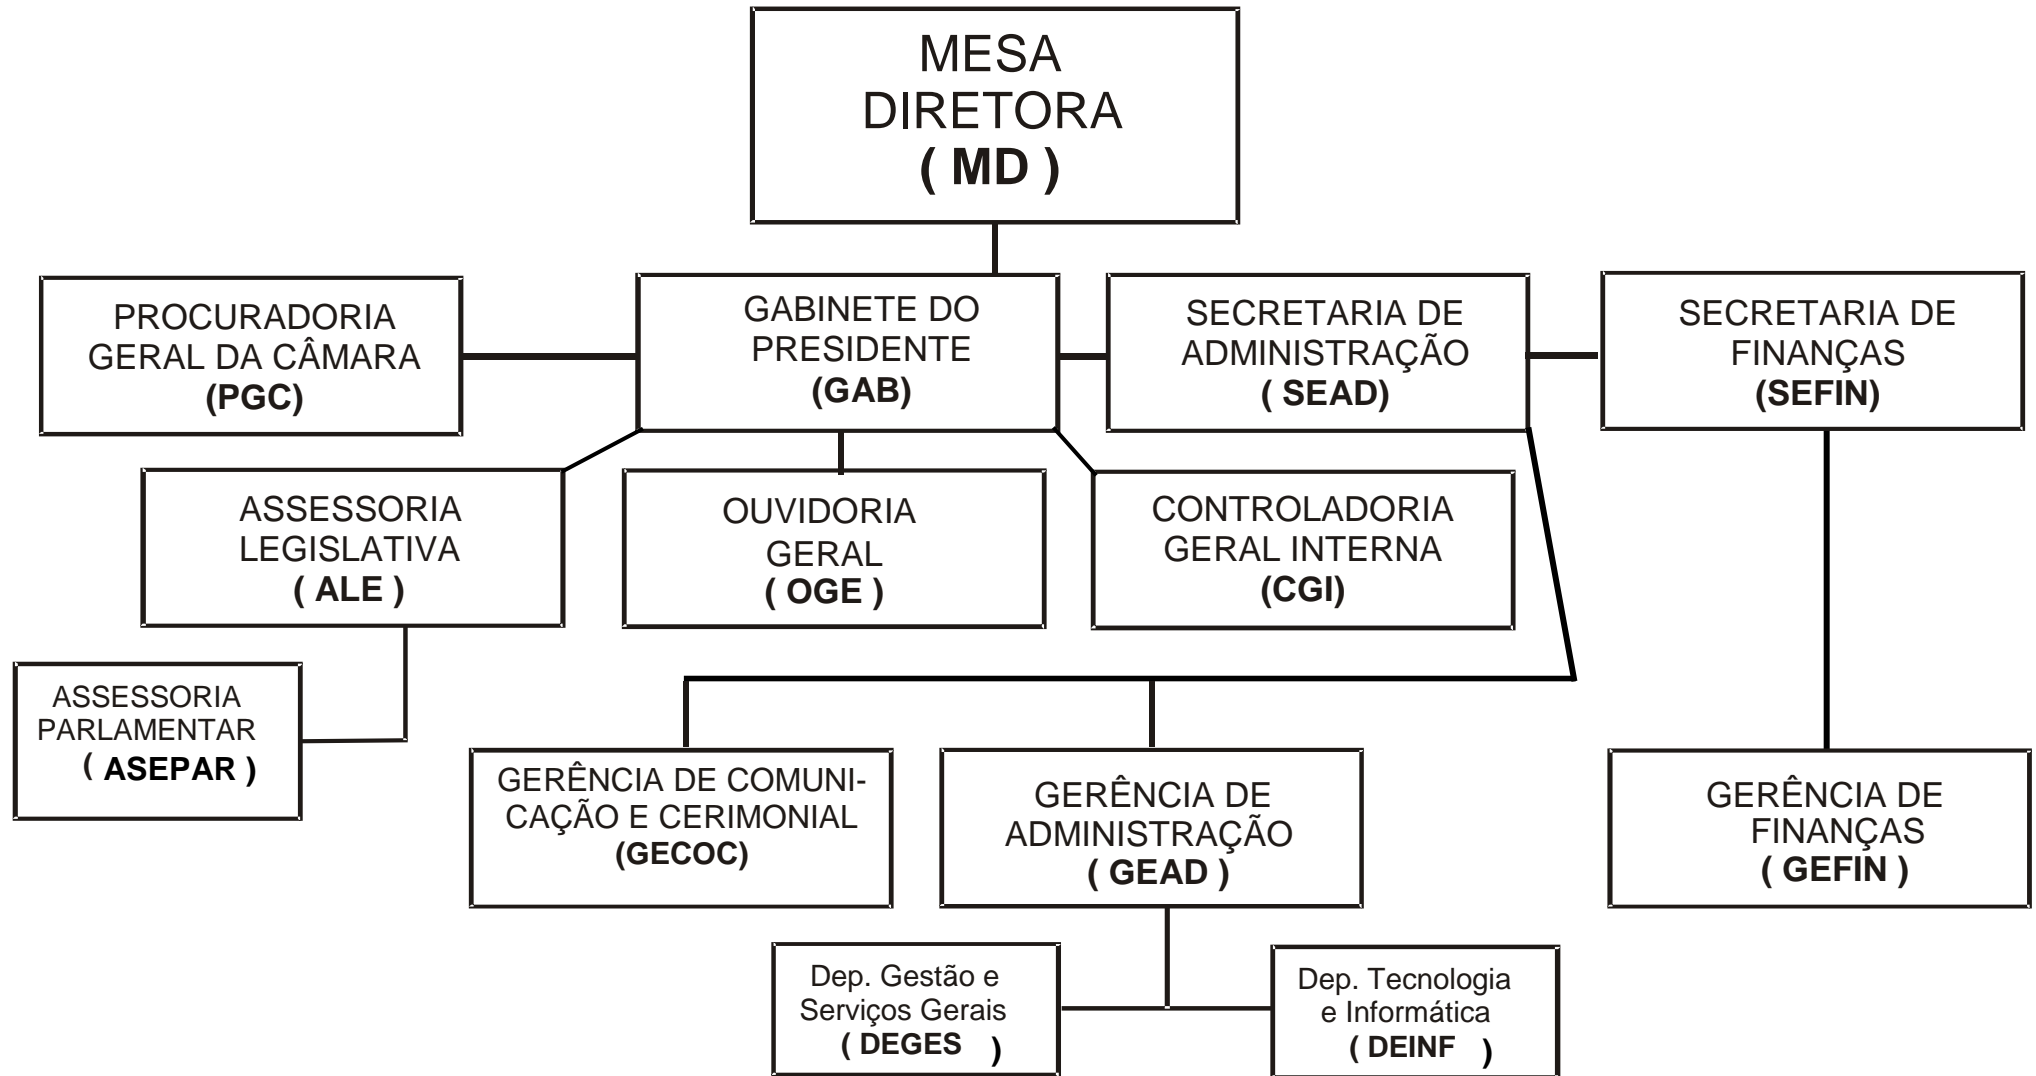 MESA
DIRETORA
( MD )
PROCURADORIA
GERAL DA CÂMARA
(PGC)
GABINETE DO
PRESIDENTE
(GAB)
SECRETARIA DE
ADMINISTRAÇÃO
( SEAD)
SECRETARIA DE
FINANÇAS
(SEFIN)
ASSESSORIA
LEGISLATIVA
( ALE )
OUVIDORIA
GERAL
( OGE )
CONTROLADORIA
GERAL INTERNA
(CGI)
ASSESSORIA
PARLAMENTAR
( ASEPAR )
GERÊNCIA DE COMUNI-
CAÇÃO E CERIMONIAL
(GECOC)
GERÊNCIA DE
ADMINISTRAÇÃO
( GEAD )
GERÊNCIA DE
FINANÇAS
( GEFIN )
Dep. Gestão e
Serviços Gerais
( DEGES )
Dep. Tecnologia
e Informática
( DEINF )